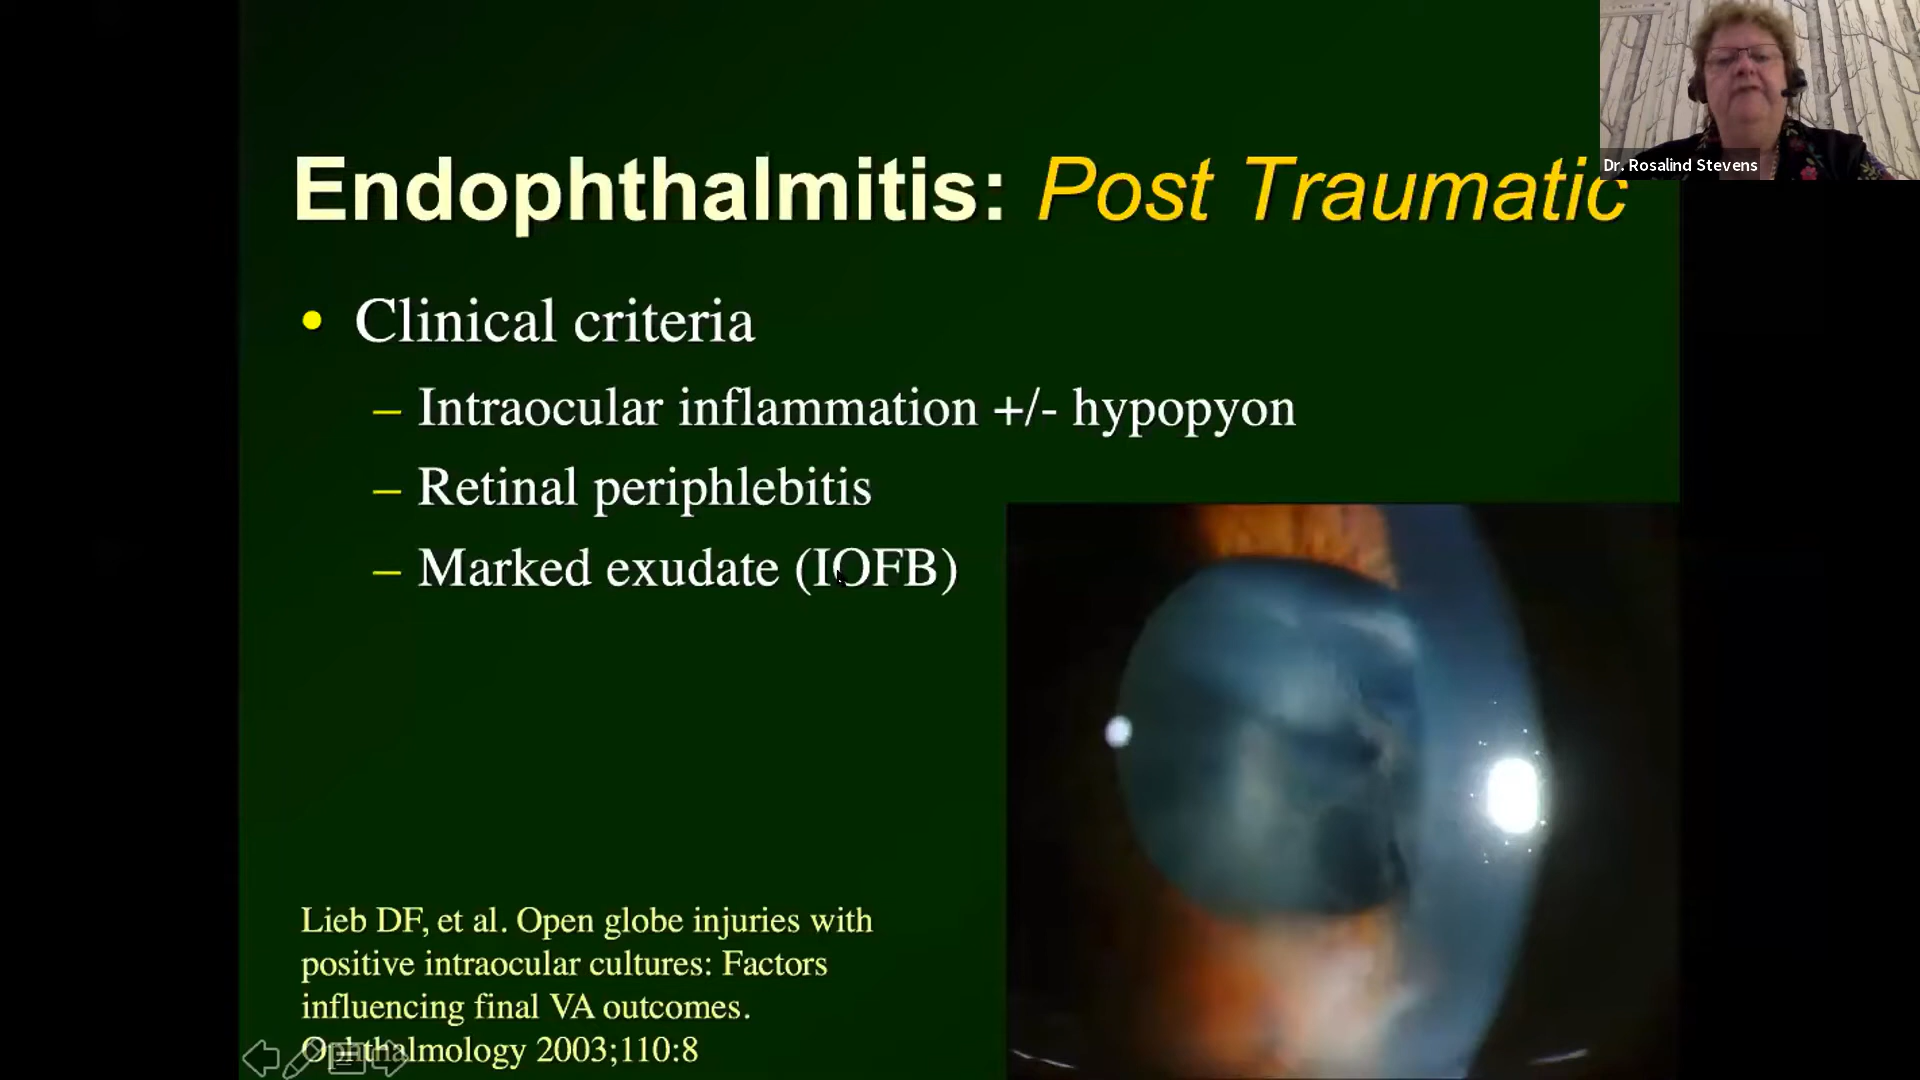 Dr. Rosalind Stevens
Endophthalmitis: Post Traumatic
• Clinical criteria
– Intraocular inflammation +/- hypopyon
– Retinal periphlebitis
– Marked exudate (IOFB)
Lieb DF, et al. Open globe injuries with
positive intraocular cultures: Factors
influencing final VA outcomes.
Ophthalmology 2003;110:8